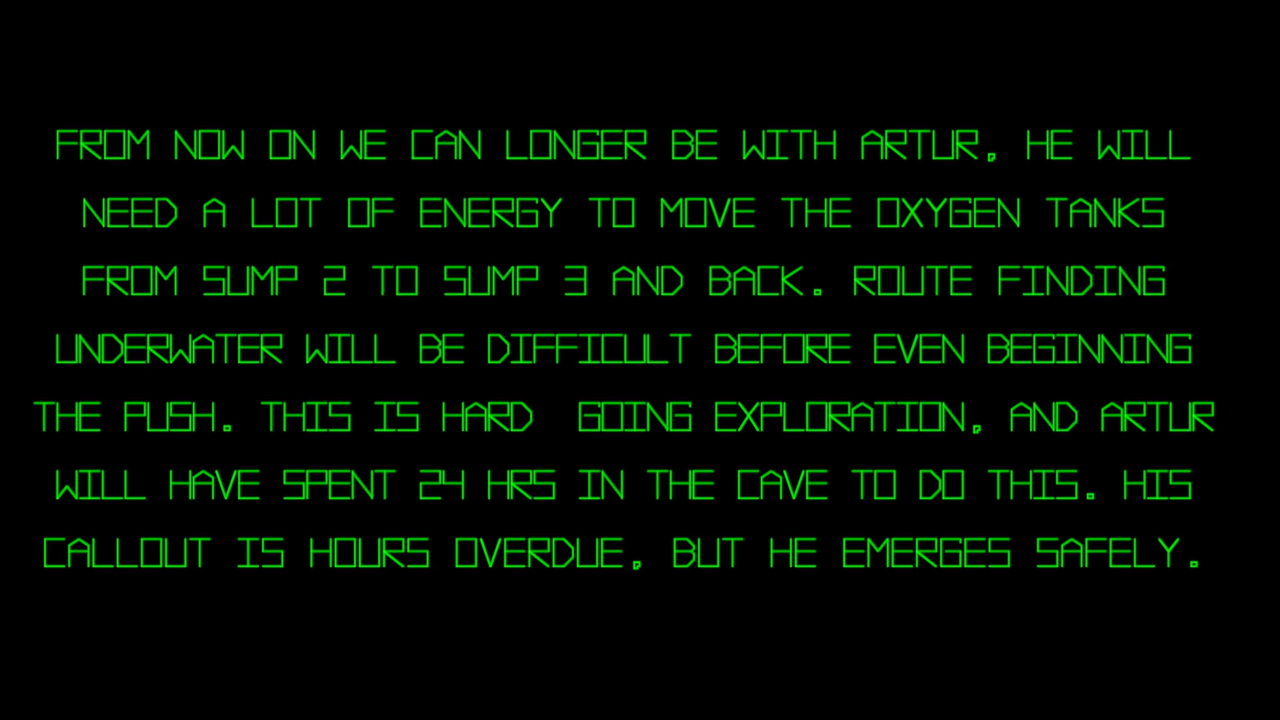 FROM NOW ON WE CAN LONGER BE WITH ARTUR, HE WILL
NEED A LOT OF ENERGY TO MOVE THE OXYGEN TANKS
FROM SUMP 2 TO SUMP 3 AND BACK. ROUTE FINDING
UNDERWATER WILL BE DIFFICULT BEFORE EVEN BEGINNING
THE PUSH. THIS IS HARD  GOING EXPLORATION, AND ARTUR
WILL HAVE SPENT 24 HRS IN THE CAVE TO DO THIS. HIS
CALLOUT IS HOURS OVERDUE, BUT HE EMERGES SAFELY.